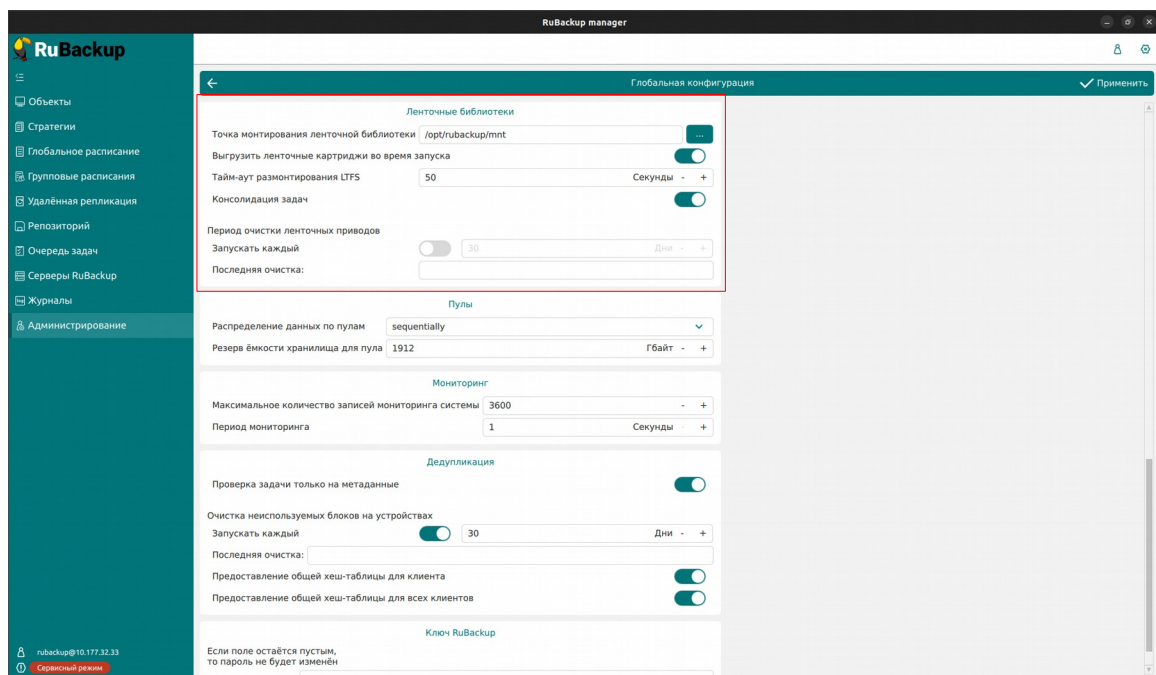 RuBackup manager
RuBackup
Объекты
Стратегии
Глобальное расписание
Групповые расписания
Удалённая репликация
Репозиторий
Очередь задач
Серверы RuBackup
Журналы
Администрирование
rubackup@10.177.32.33
Сервисный режим
Глобальная конфигурация
Применить
Ленточные библиотеки
Точка монтирования ленточной библиотеки /opt/rubackup/mnt ...
Выгрузить ленточные картриджи во время запуска
Тайм-аут размонтирования LTFS 50 Секунды - +
Консолидация задач
Период очистки ленточных приводов
Запускать каждый 30 Дни - +
Последняя очистка:
Пулы
Распределение данных по пулам sequentially
Резерв ёмкости хранилища для пула 1912 Гбайт - +
Мониторинг
Максимальное количество записей мониторинга системы 3600 - +
Период мониторинга 1 Секунды - +
Дедупликация
Проверка задачи только на метаданные
Очистка неиспользуемых блоков на устройствах
Запускать каждый 30 Дни - +
Последняя очистка:
Предоставление общей хеш-таблицы для клиента
Предоставление общей хеш-таблицы для всех клиентов
Ключ RuBackup
Если поле остаётся пустым,
то пароль не будет изменён